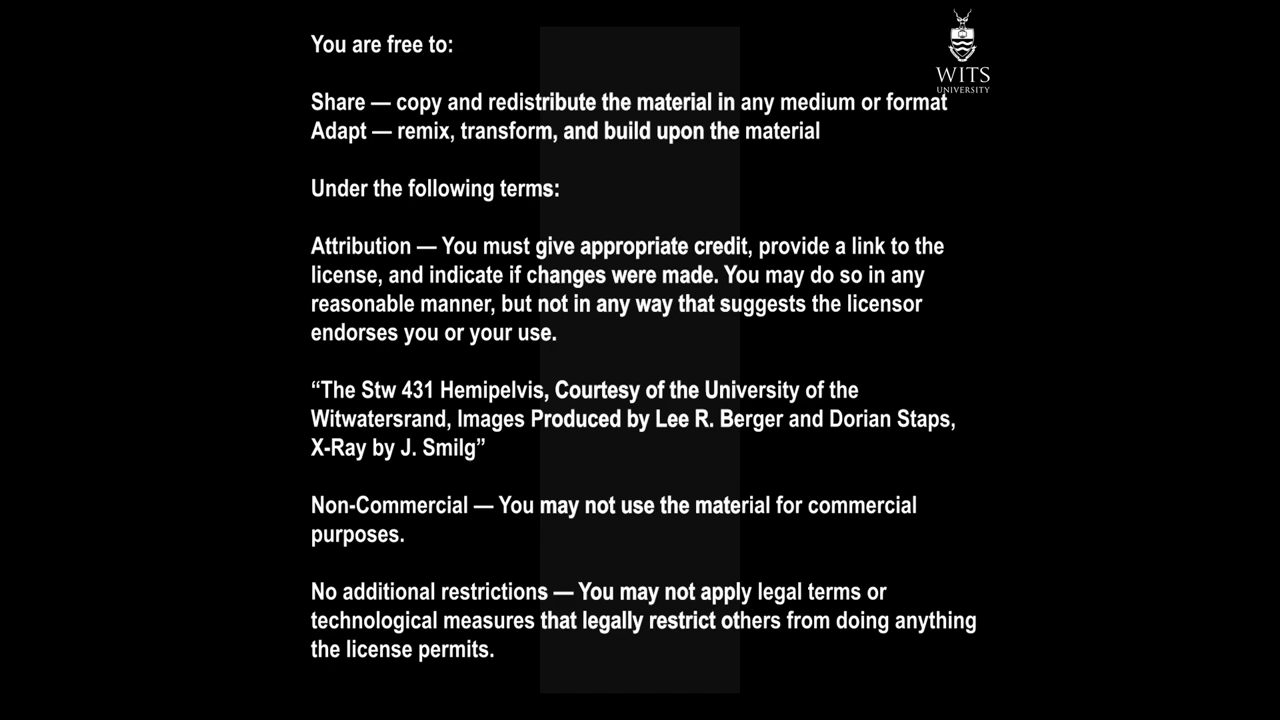 WITS
UNIVERSITY
You are free to:
Share — copy and redistribute the material in any medium or format
Adapt — remix, transform, and build upon the material
Under the following terms:
Attribution — You must give appropriate credit, provide a link to the
license, and indicate if changes were made. You may do so in any
reasonable manner, but not in any way that suggests the licensor
endorses you or your use.
“The Stw 431 Hemipelvis, Courtesy of the University of the
Witwatersrand, Images Produced by Lee R. Berger and Dorian Staps,
X-Ray by J. Smilg”
Non-Commercial — You may not use the material for commercial
purposes.
No additional restrictions — You may not apply legal terms or
technological measures that legally restrict others from doing anything
the license permits.